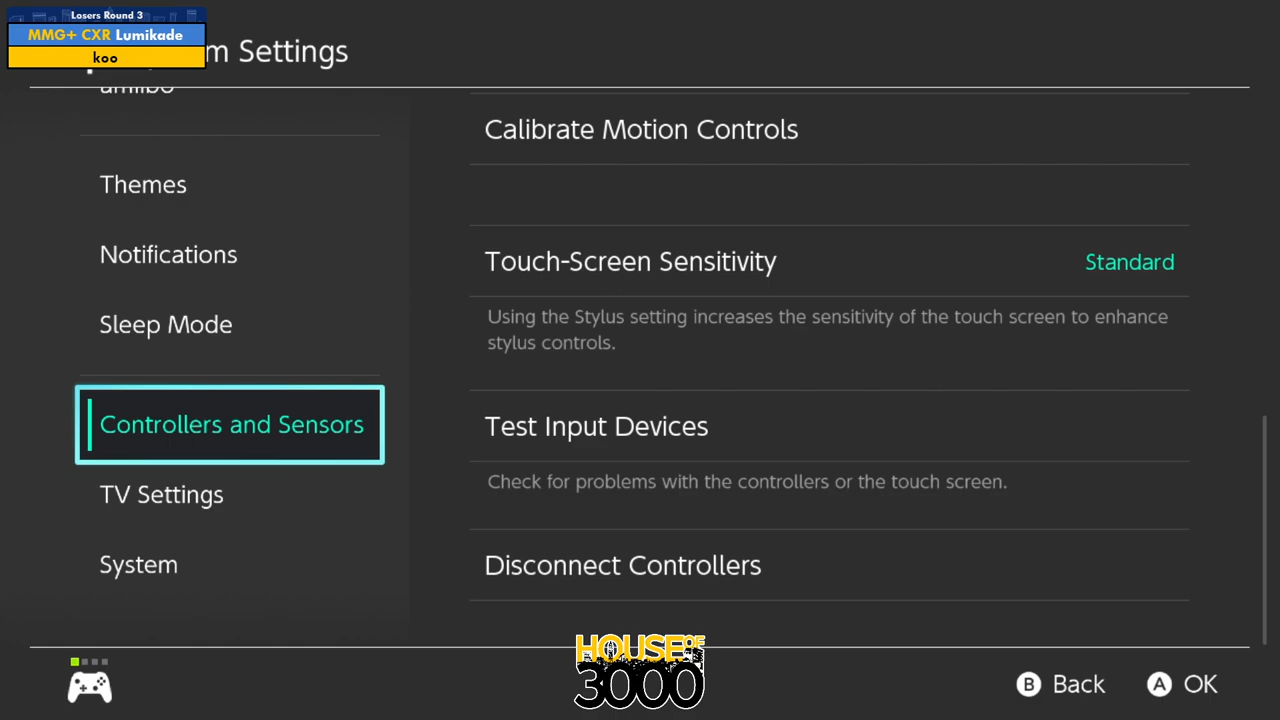 Losers Round 3
MMG+ CXR Lumikade
koo
m Settings
amiibo
Themes
Notifications
Sleep Mode
Controllers and Sensors
TV Settings
System
Calibrate Motion Controls
Touch-Screen Sensitivity Standard
Using the Stylus setting increases the sensitivity of the touch screen to enhance
stylus controls.
Test Input Devices
Check for problems with the controllers or the touch screen.
Disconnect Controllers
HOUSE OF
3000
B Back A OK